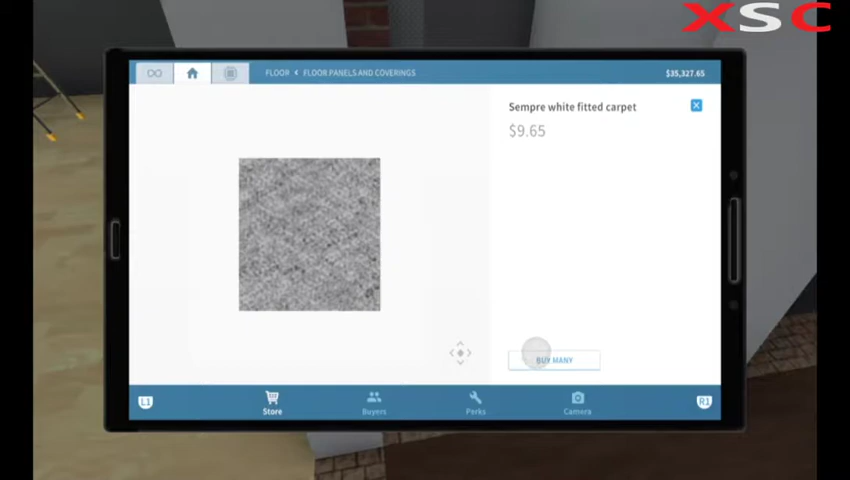 XSC
FLOOR < FLOOR PANELS AND COVERINGS
$35,327.65
Sempre white fitted carpet
$9.65
BUY MANY
L1
Store
Buyers
Perks
Camera
R1